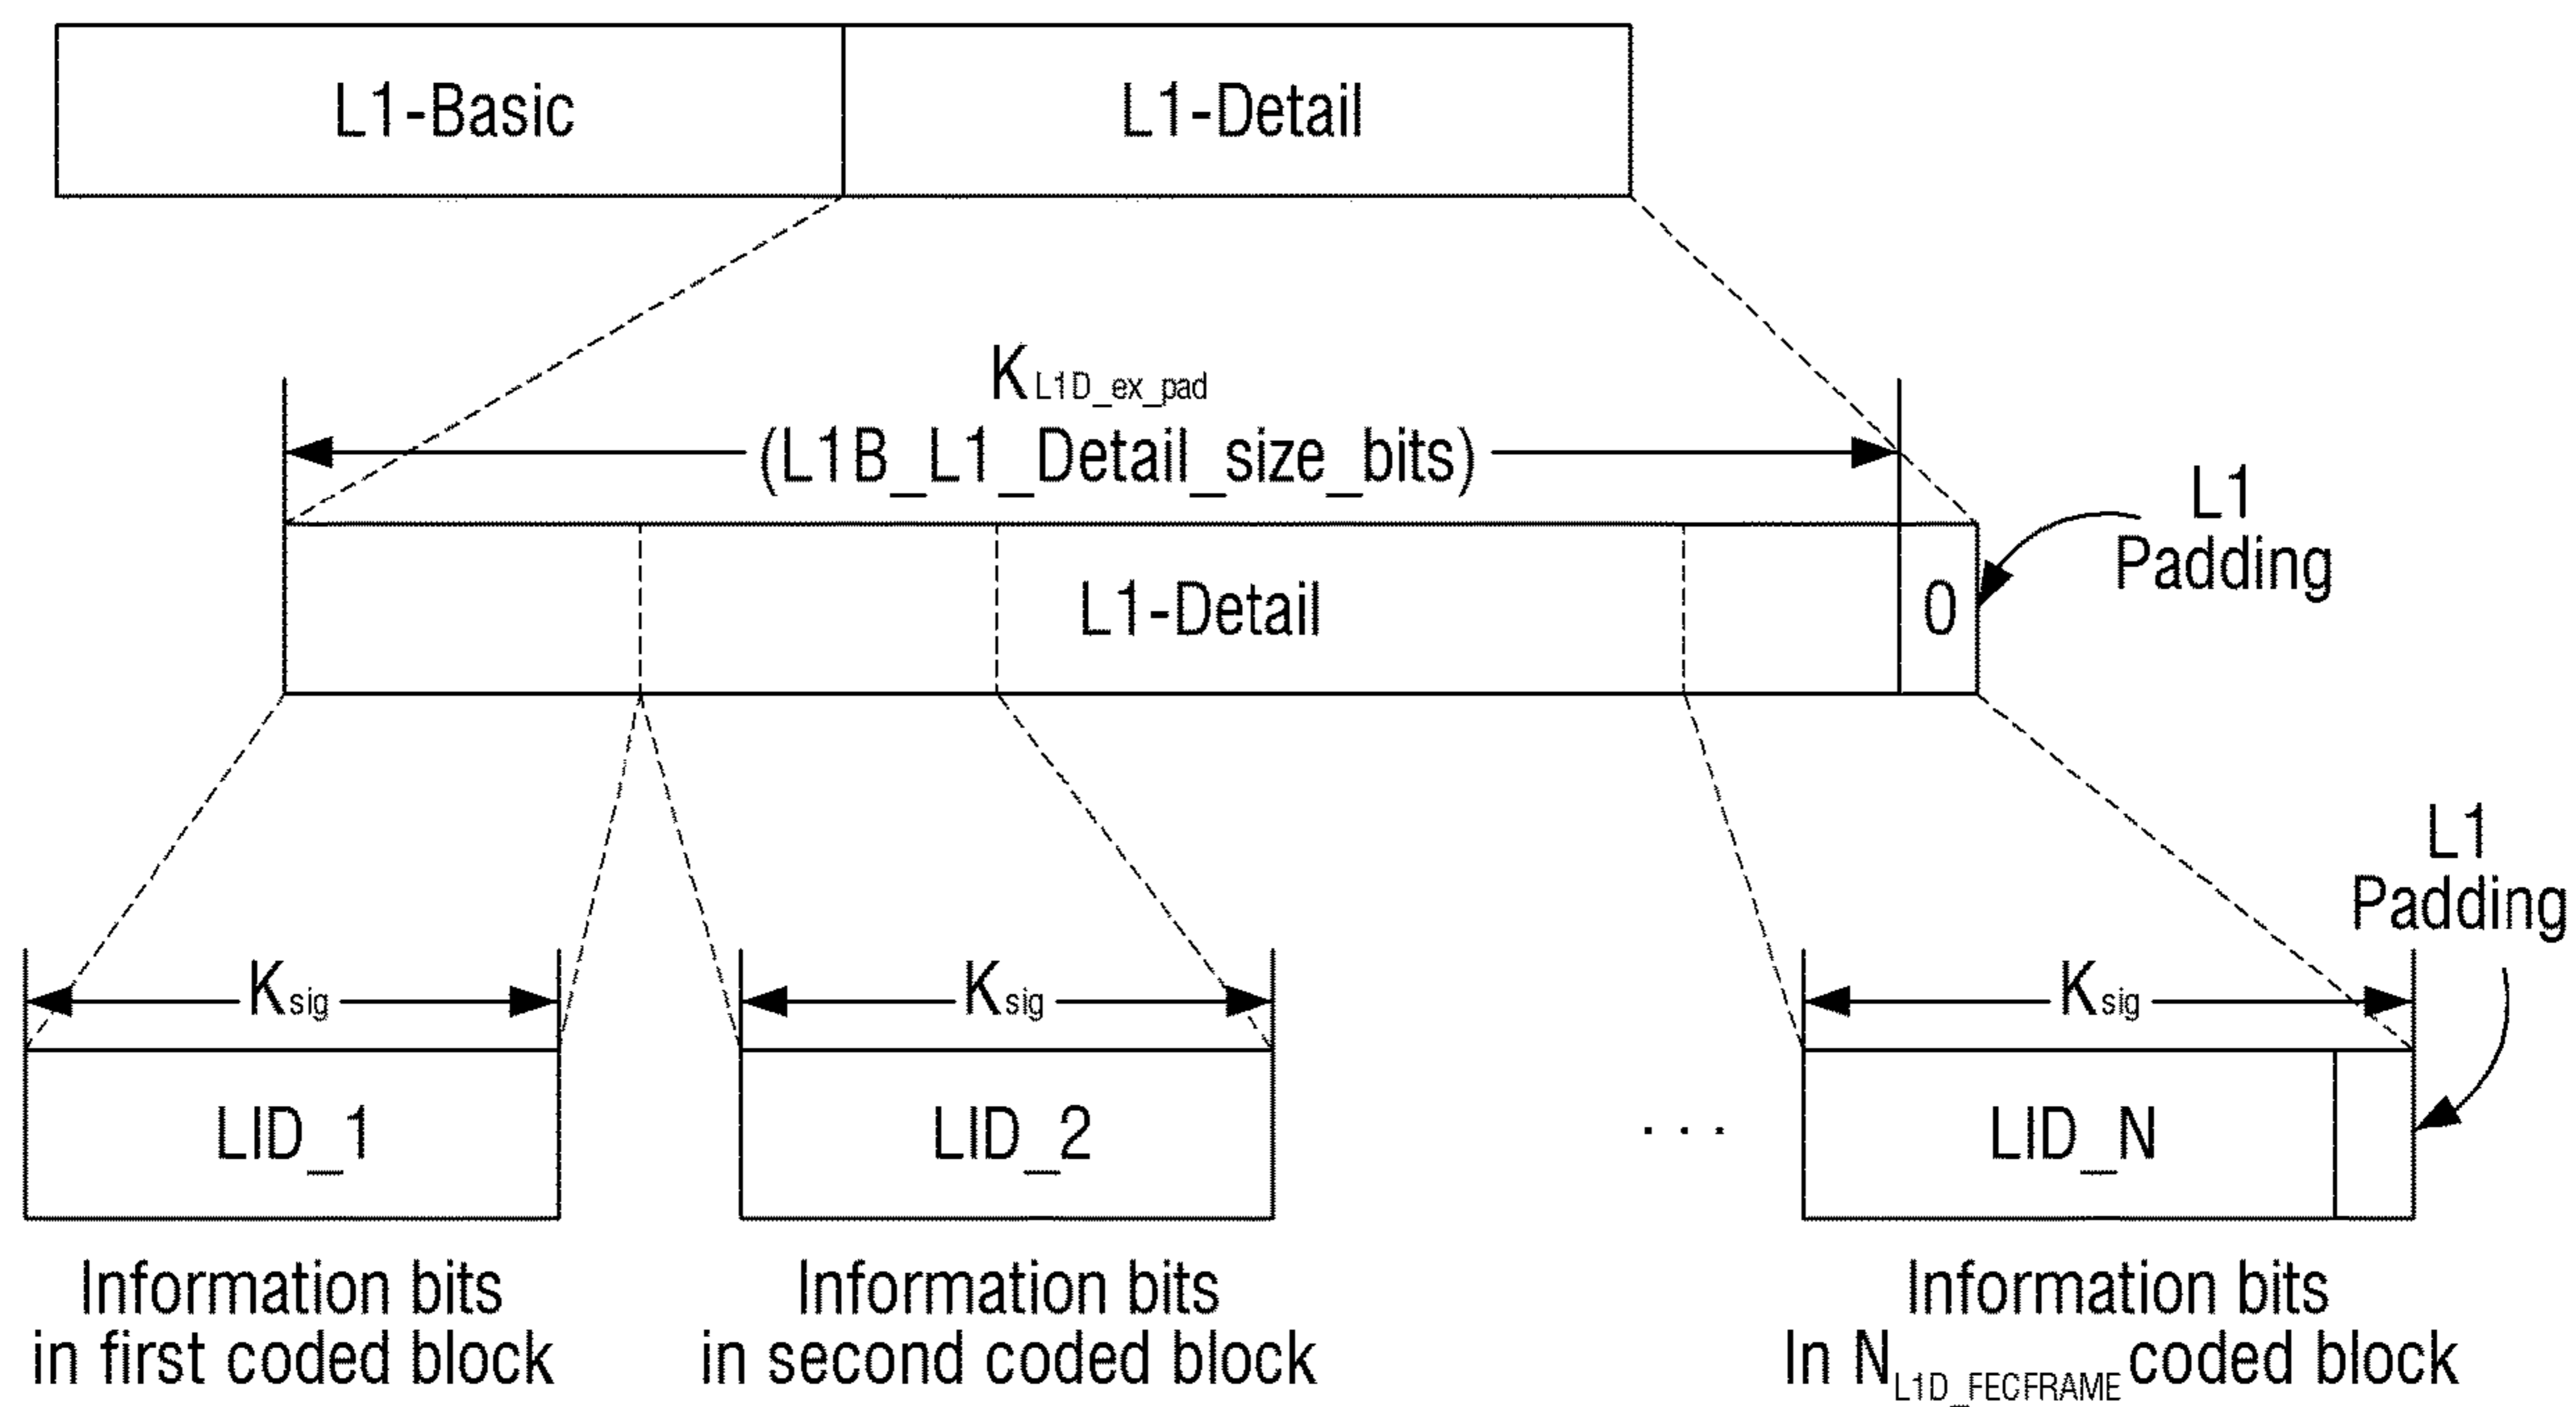 L1-Basic
L1-Detail
K L1D_ex_pad
(L1B_L1_Detail_size_bits)
L1
Padding
L1-Detail
0
L1
Padding
Ksig
Ksig
Ksig
LID_1
LID_2
. . .
LID_N
Information bits
in first coded block
Information bits
in second coded block
Information bits
In NL1D_FECFRAME coded block